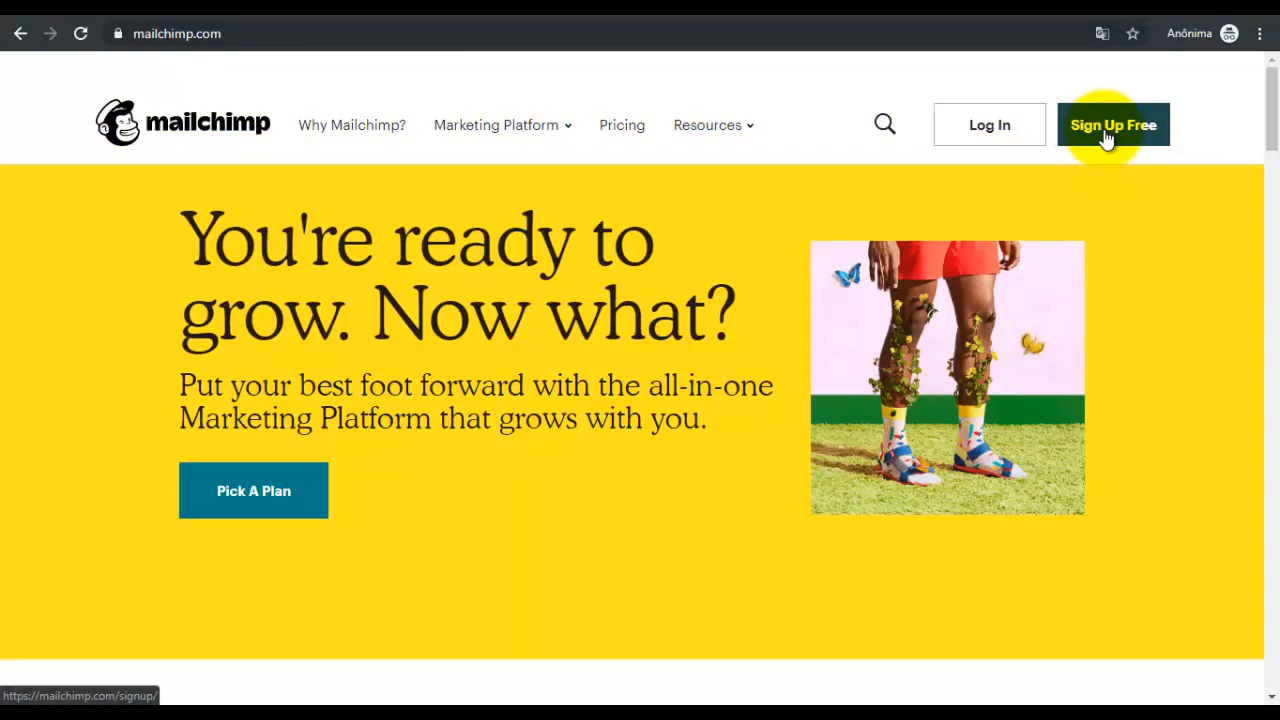 mailchimp.com
Anônima
mailchimp
Why Mailchimp?
Marketing Platform
Pricing
Resources
Log In
Sign Up Free
You're ready to
grow. Now what?
Put your best foot forward with the all-in-one
Marketing Platform that grows with you.
Pick A Plan
https://mailchimp.com/signup/